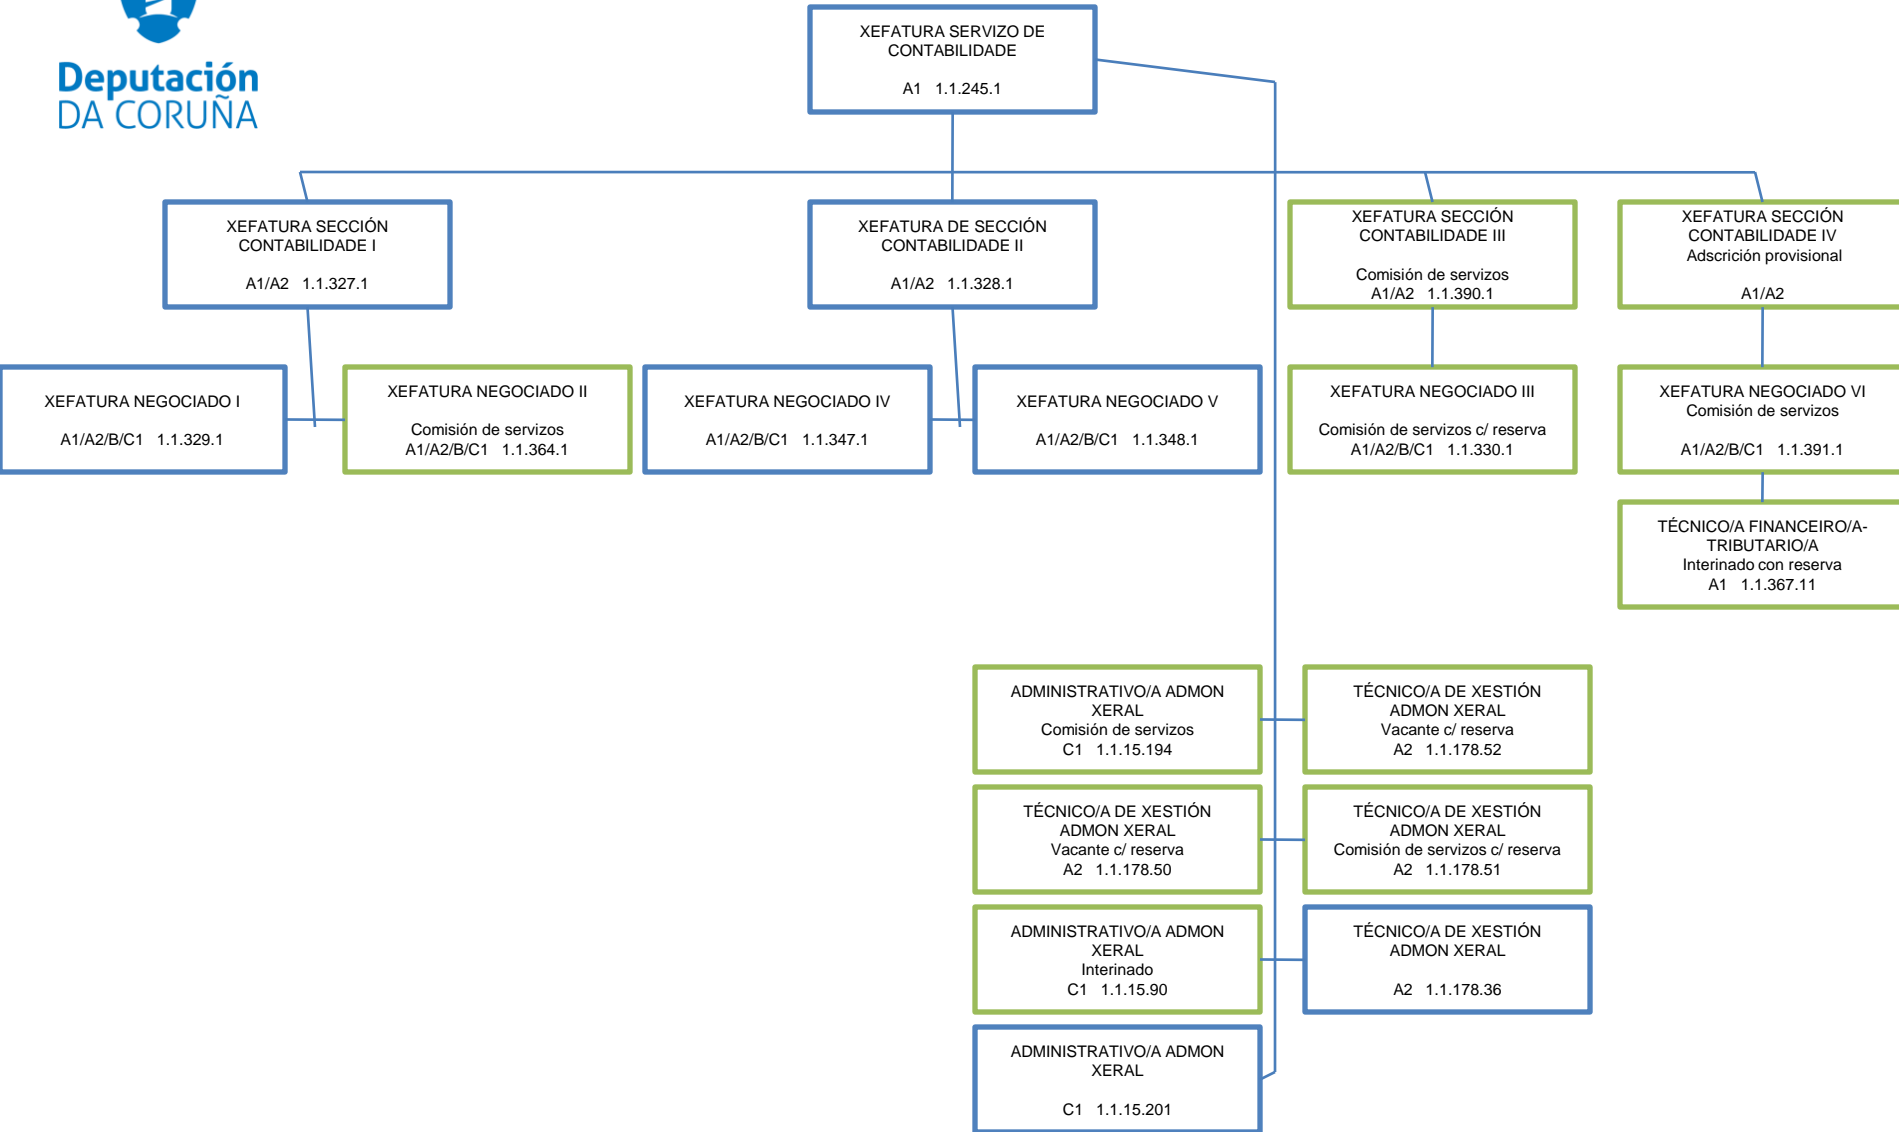 Deputación
DA CORUÑA
XEFATURA SERVIZO DE
CONTABILIDADE
A1 1.1.245.1
XEFATURA SECCIÓN
CONTABILIDADE I
A1/A2 1.1.327.1
XEFATURA DE SECCIÓN
CONTABILIDADE II
A1/A2 1.1.328.1
XEFATURA SECCIÓN
CONTABILIDADE III
Comisión de servizos
A1/A2 1.1.390.1
XEFATURA SECCIÓN
CONTABILIDADE IV
Adscrición provisional
A1/A2
XEFATURA NEGOCIADO I
A1/A2/B/C1 1.1.329.1
XEFATURA NEGOCIADO II
Comisión de servizos
A1/A2/B/C1 1.1.364.1
XEFATURA NEGOCIADO IV
A1/A2/B/C1 1.1.347.1
XEFATURA NEGOCIADO V
A1/A2/B/C1 1.1.348.1
XEFATURA NEGOCIADO III
Comisión de servizos c/ reserva
A1/A2/B/C1 1.1.330.1
XEFATURA NEGOCIADO VI
Comisión de servizos
A1/A2/B/C1 1.1.391.1
TÉCNICO/A FINANCEIRO/A-
TRIBUTARIO/A
Interinado con reserva
A1 1.1.367.11
ADMINISTRATIVO/A ADMON
XERAL
Comisión de servizos
C1 1.1.15.194
TÉCNICO/A DE XESTIÓN
ADMON XERAL
Vacante c/ reserva
A2 1.1.178.52
TÉCNICO/A DE XESTIÓN
ADMON XERAL
Vacante c/ reserva
A2 1.1.178.50
TÉCNICO/A DE XESTIÓN
ADMON XERAL
Comisión de servizos c/ reserva
A2 1.1.178.51
ADMINISTRATIVO/A ADMON
XERAL
Interinado
C1 1.1.15.90
TÉCNICO/A DE XESTIÓN
ADMON XERAL
A2 1.1.178.36
ADMINISTRATIVO/A ADMON
XERAL
C1 1.1.15.201